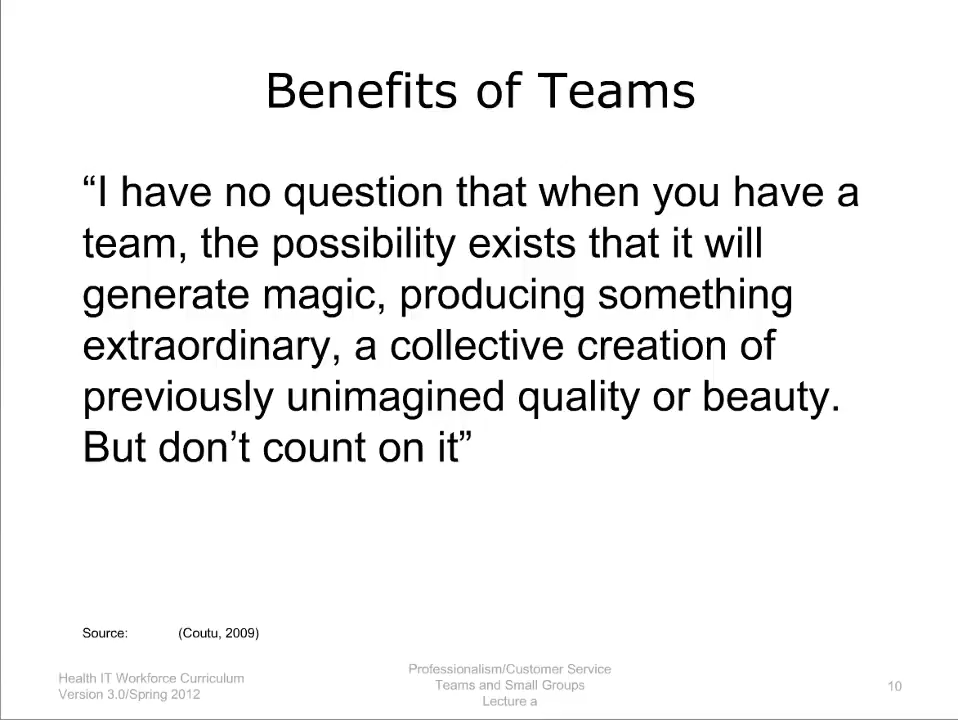 Benefits of Teams
“I have no question that when you have a
team, the possibility exists that it will
generate magic, producing something
extraordinary, a collective creation of
previously unimagined quality or beauty.
But don’t count on it”
Source: (Coutu, 2009)
Health IT Workforce Curriculum
Version 3.0/Spring 2012
Professionalism/Customer Service
Teams and Small Groups
Lecture a
10